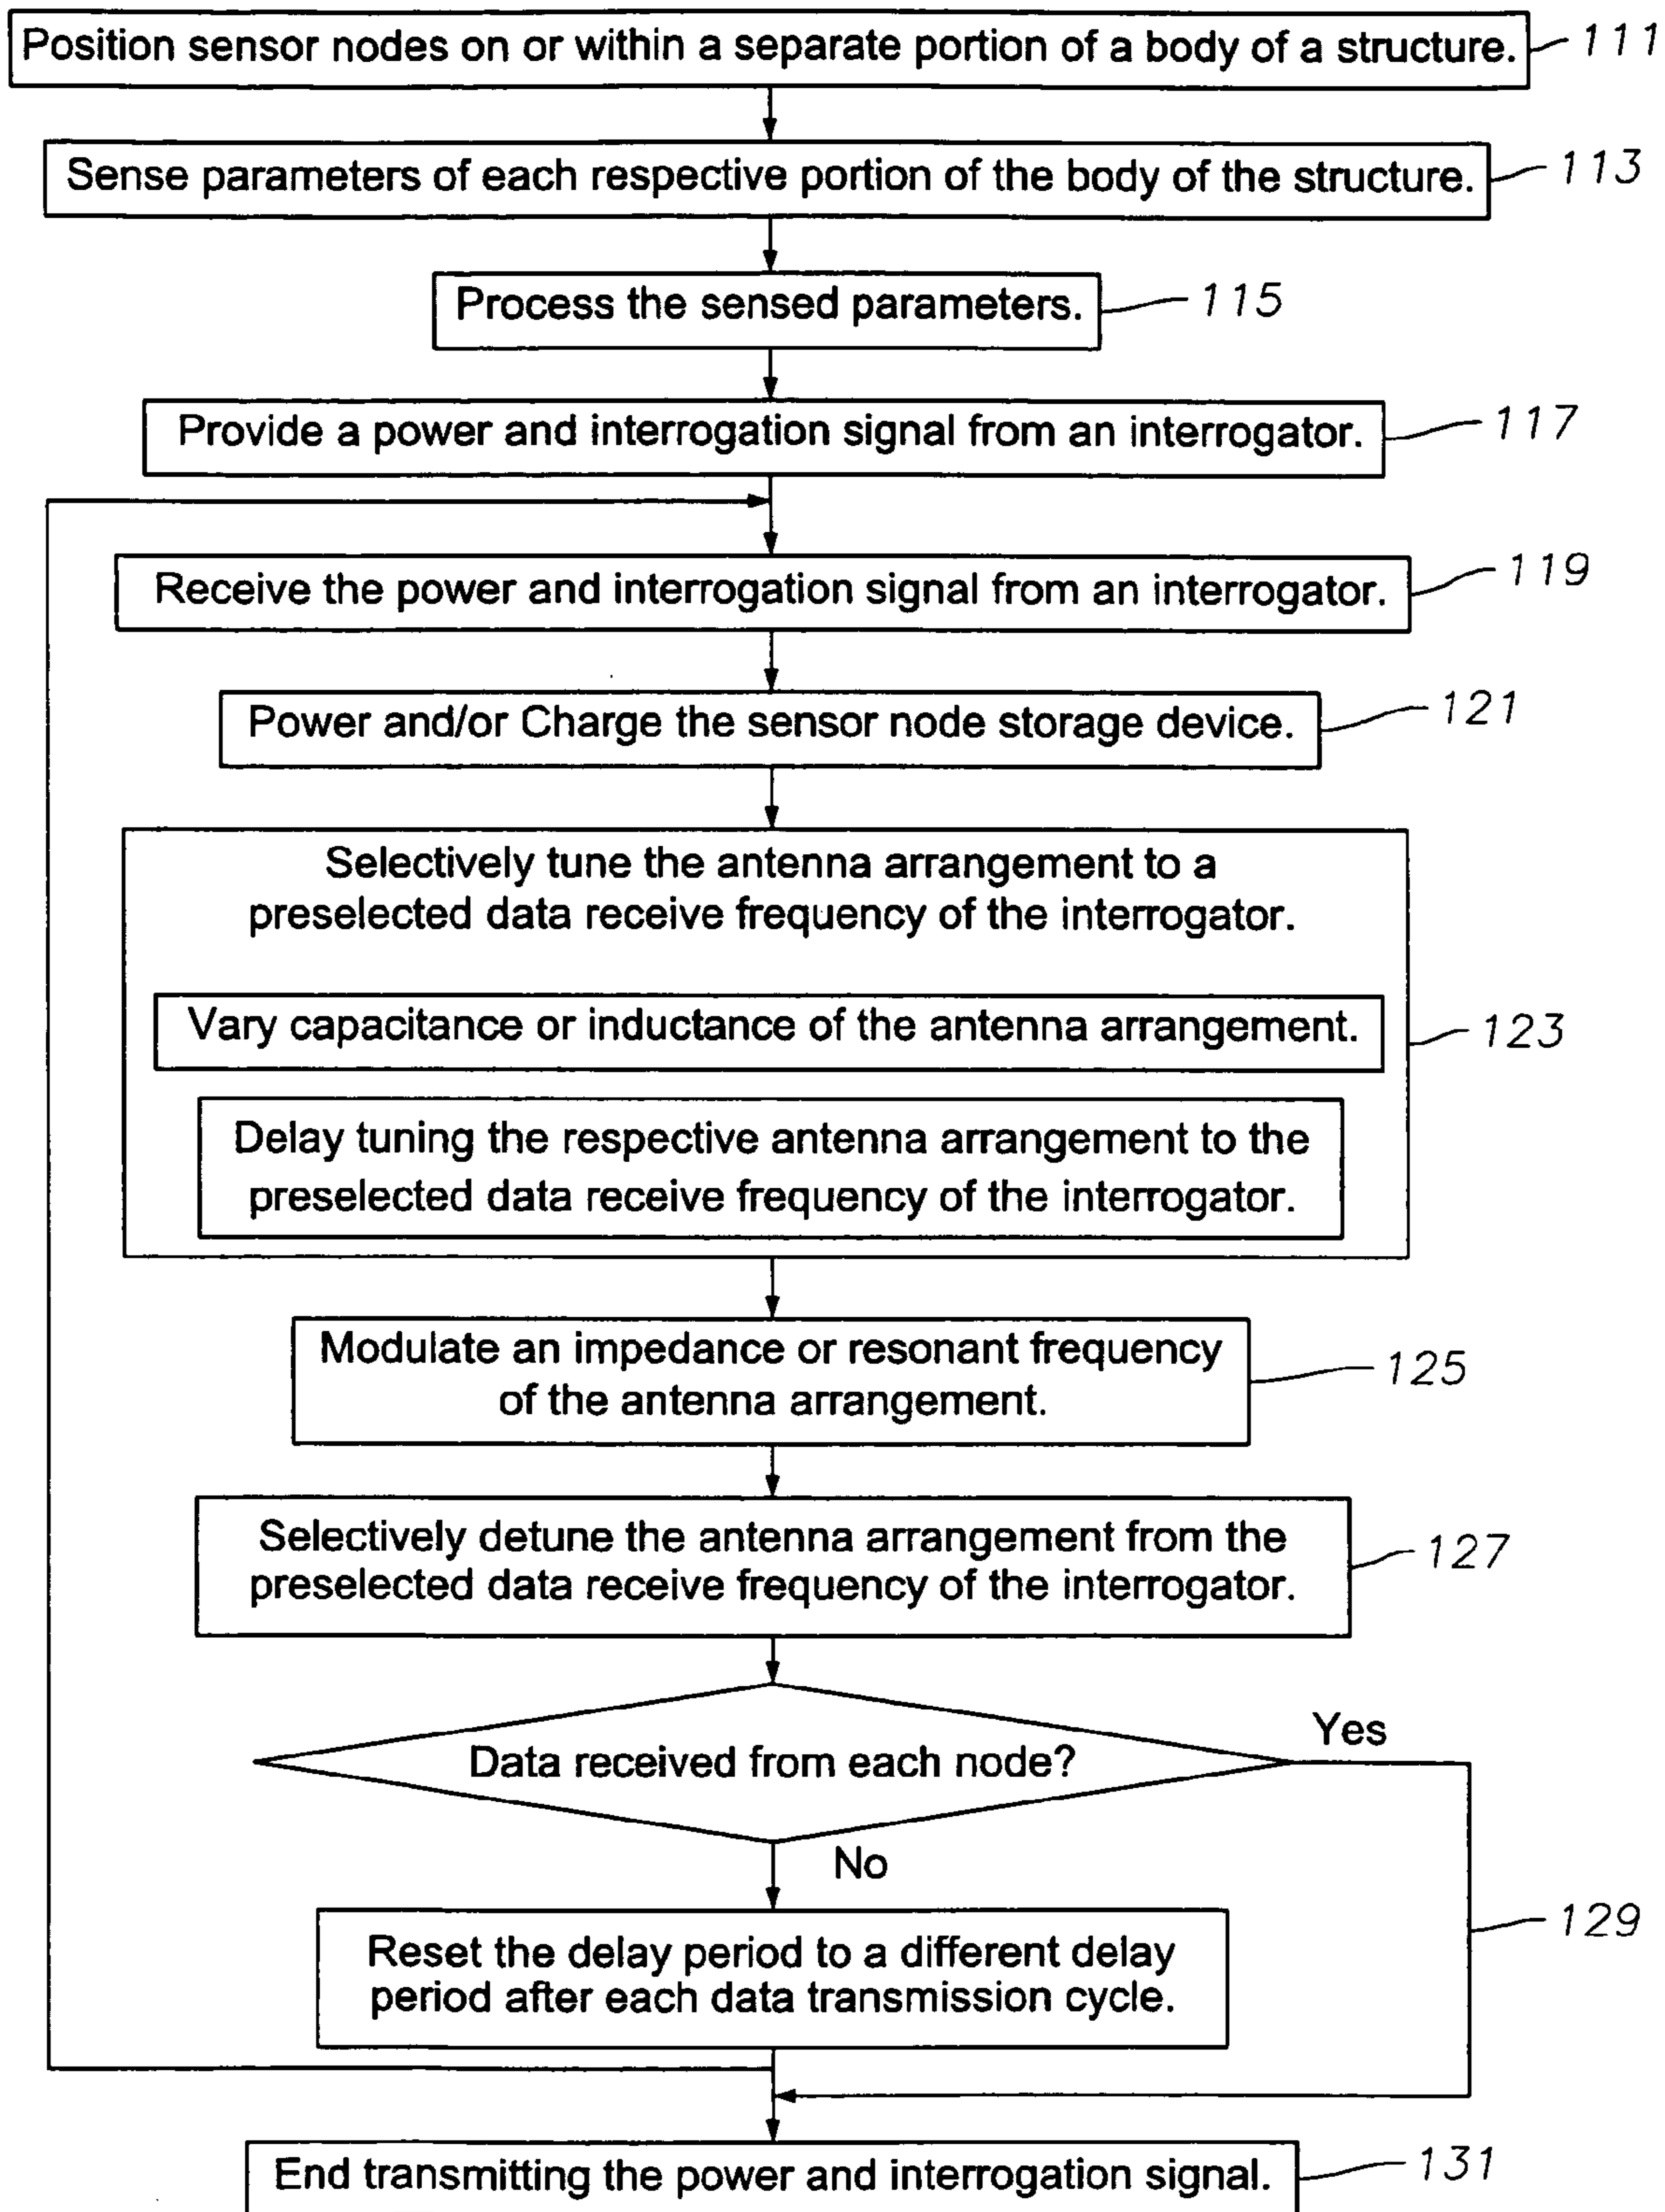 Position sensor nodes on or within a separate portion of a body of a structure.
111
Sense parameters of each respective portion of the body of the structure.
113
Process the sensed parameters.
115
Provide a power and interrogation signal from an interrogator.
117
Receive the power and interrogation signal from an interrogator.
119
Power and/or Charge the sensor node storage device.
121
Selectively tune the antenna arrangement to a
preselected data receive frequency of the interrogator.
Vary capacitance or inductance of the antenna arrangement.
123
Delay tuning the respective antenna arrangement to the
preselected data receive frequency of the interrogator.
Modulate an impedance or resonant frequency
of the antenna arrangement.
125
Selectively detune the antenna arrangement from the
preselected data receive frequency of the interrogator.
127
Yes
Data received from each node?
No
129
Reset the delay period to a different delay
period after each data transmission cycle.
End transmitting the power and interrogation signal.
131